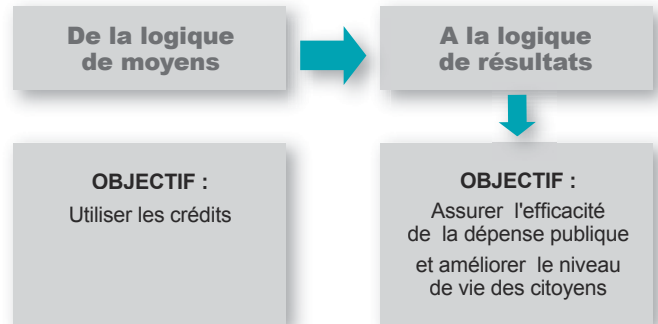 De la logique
de moyens
A la logique
de résultats
OBJECTIF :
Utiliser les crédits
OBJECTIF :
Assurer l'efficacité
de la dépense publique
et améliorer le niveau
de vie des citoyens